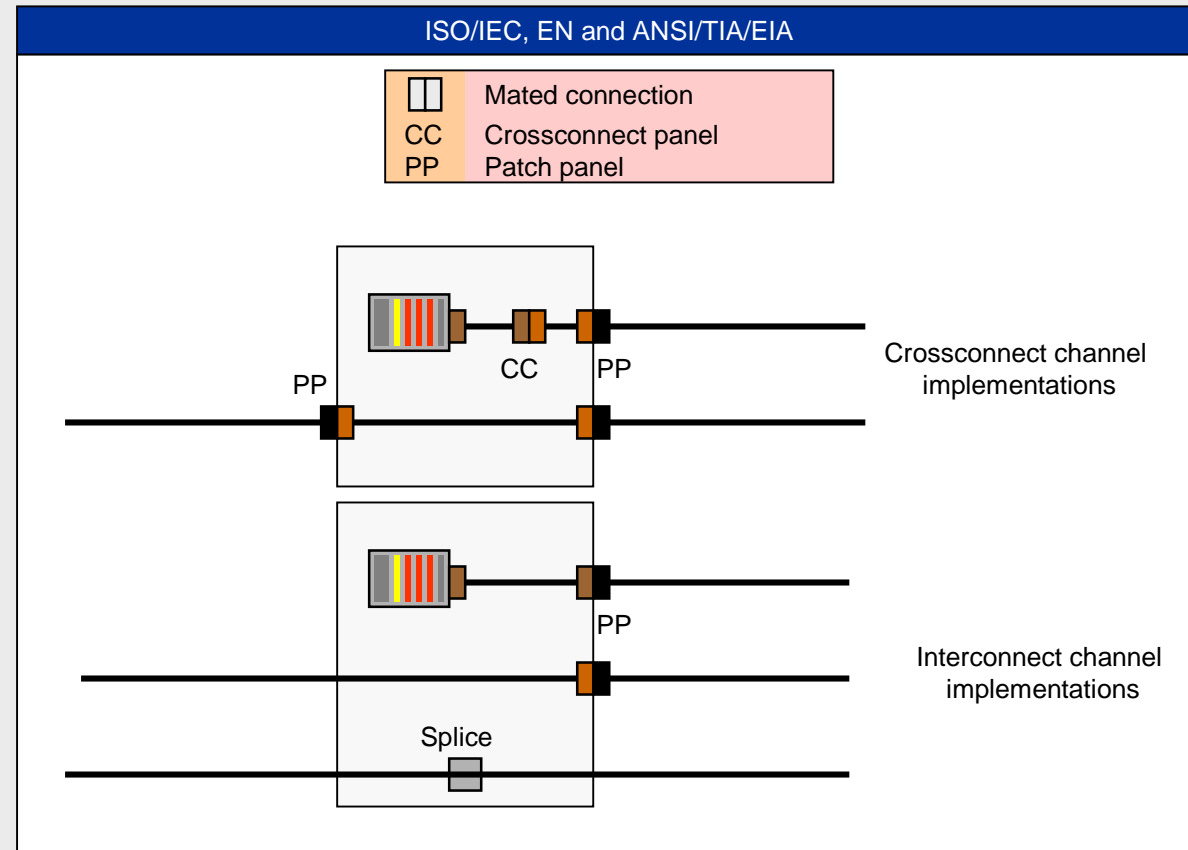 ISO/IEC, EN and ANSI/TIA/EIA
Mated connection
CC Crossconnect panel
PP Patch panel
CC
PP
PP
Crossconnect channel
implementations
PP
Interconnect channel
implementations
Splice